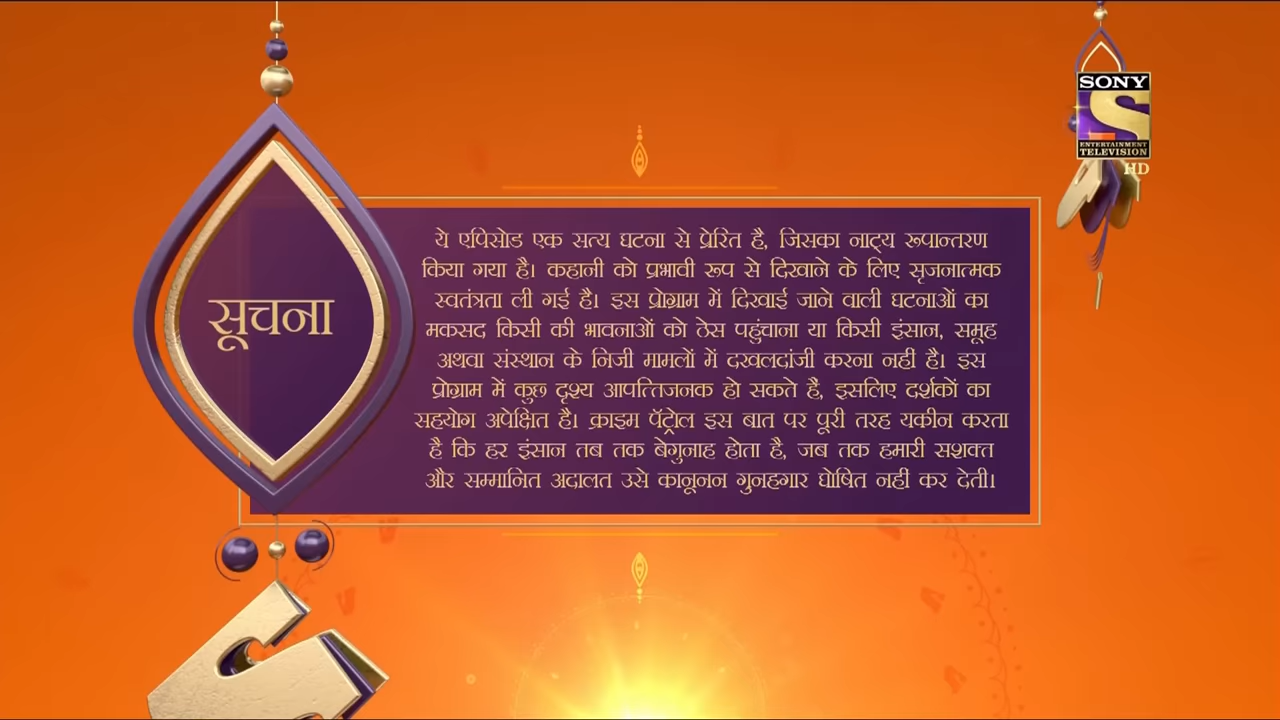 सूचना
ये एपिसोड एक सत्य घटना से प्रेरित है, जिसका नाट्य रूपान्तरण
किया गया है। कहानी को प्रभावी रूप से दिखाने के लिए सृजनात्मक
स्वतंत्रता ली गई है। इस प्रोग्राम में दिखाई जाने वाली घटनाओं का
मकसद किसी की भावनाओं को ठेस पहुंचाना या किसी इंसान, समूह
अथवा संस्थान के निजी मामलों में दखलदांजी करना नहीं है। इस
प्रोग्राम में कुछ दृश्य आपत्तिजनक हो सकते हैं, इसलिए दर्शकों का
सहयोग अपेक्षित है। क्राइम पॅट्रोल इस बात पर पूरी तरह यकीन करता
है कि हर इंसान तब तक बेगुनाह होता है, जब तक हमारी सशक्त
और सम्मानित अदालत उसे कानूनन गुनहगार घोषित नहीं कर देती।
SONY
ENTERTAINMENT
TELEVISION
HD